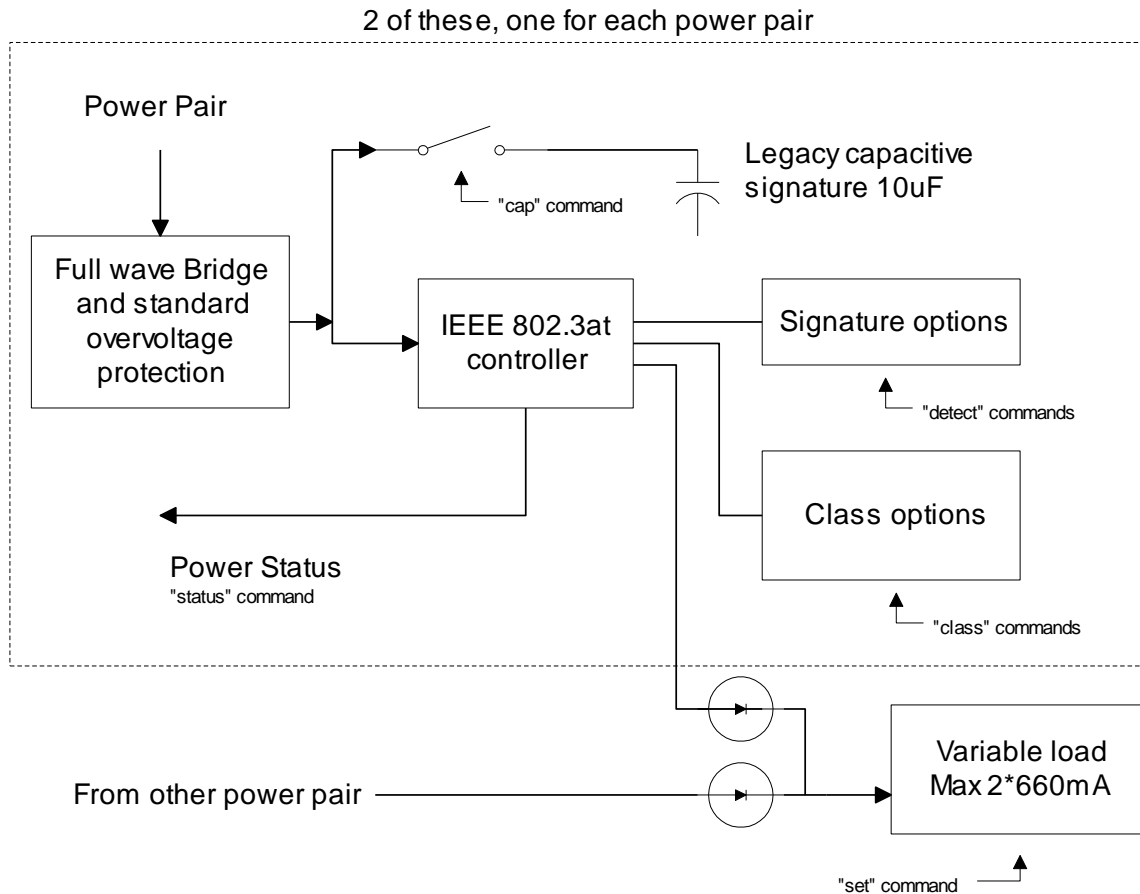 2 of these, one for each power pair
Power Pair
Legacy capacitive
signature 10uF
"cap" command
Full wave Bridge
and standard
overvoltage
protection
IEEE 802.3at
controller
Signature options
"detect" commands
Class options
"class" commands
Power Status
"status" command
From other power pair
Variable load
Max 2*660mA
"set" command